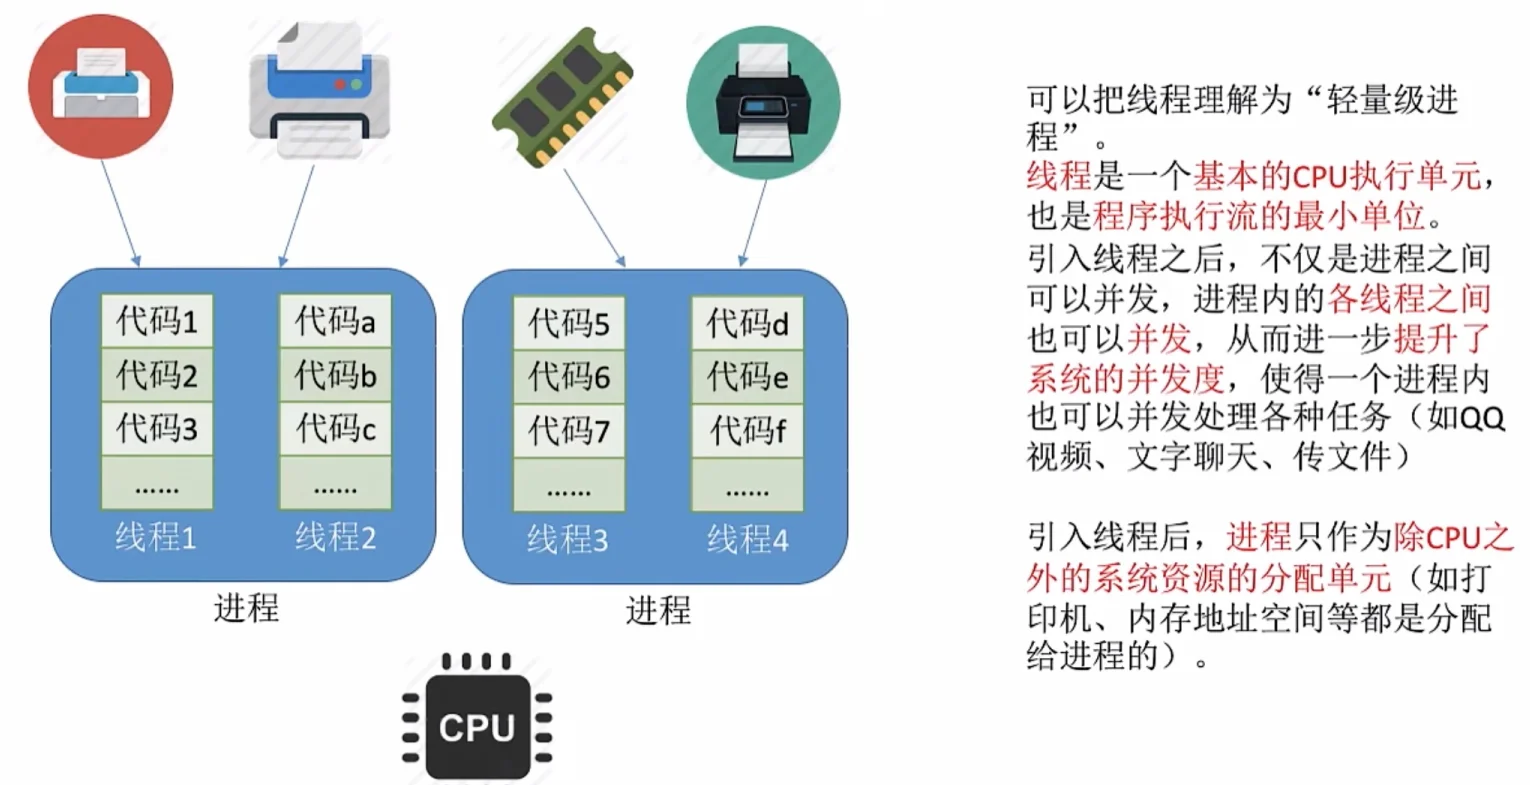 代码1
代码2
代码3
……
线程1
代码a
代码b
代码c
……
线程2
进程
代码5
代码6
代码7
……
线程3
代码d
代码e
代码f
……
线程4
进程
CPU
可以把线程理解为“轻量级进
程”。
线程是一个基本的CPU执行单元，
也是程序执行流的最小单位。
引入线程之后，不仅是进程之间
可以并发，进程内的各线程之间
也可以并发，从而进一步提升了
系统的并发度，使得一个进程内
也可以并发处理各种任务（如QQ
视频、文字聊天、传文件）
引入线程后，进程只作为除CPU之
外的系统资源的分配单元（如打
印机、内存地址空间等都是分配
给进程的）。